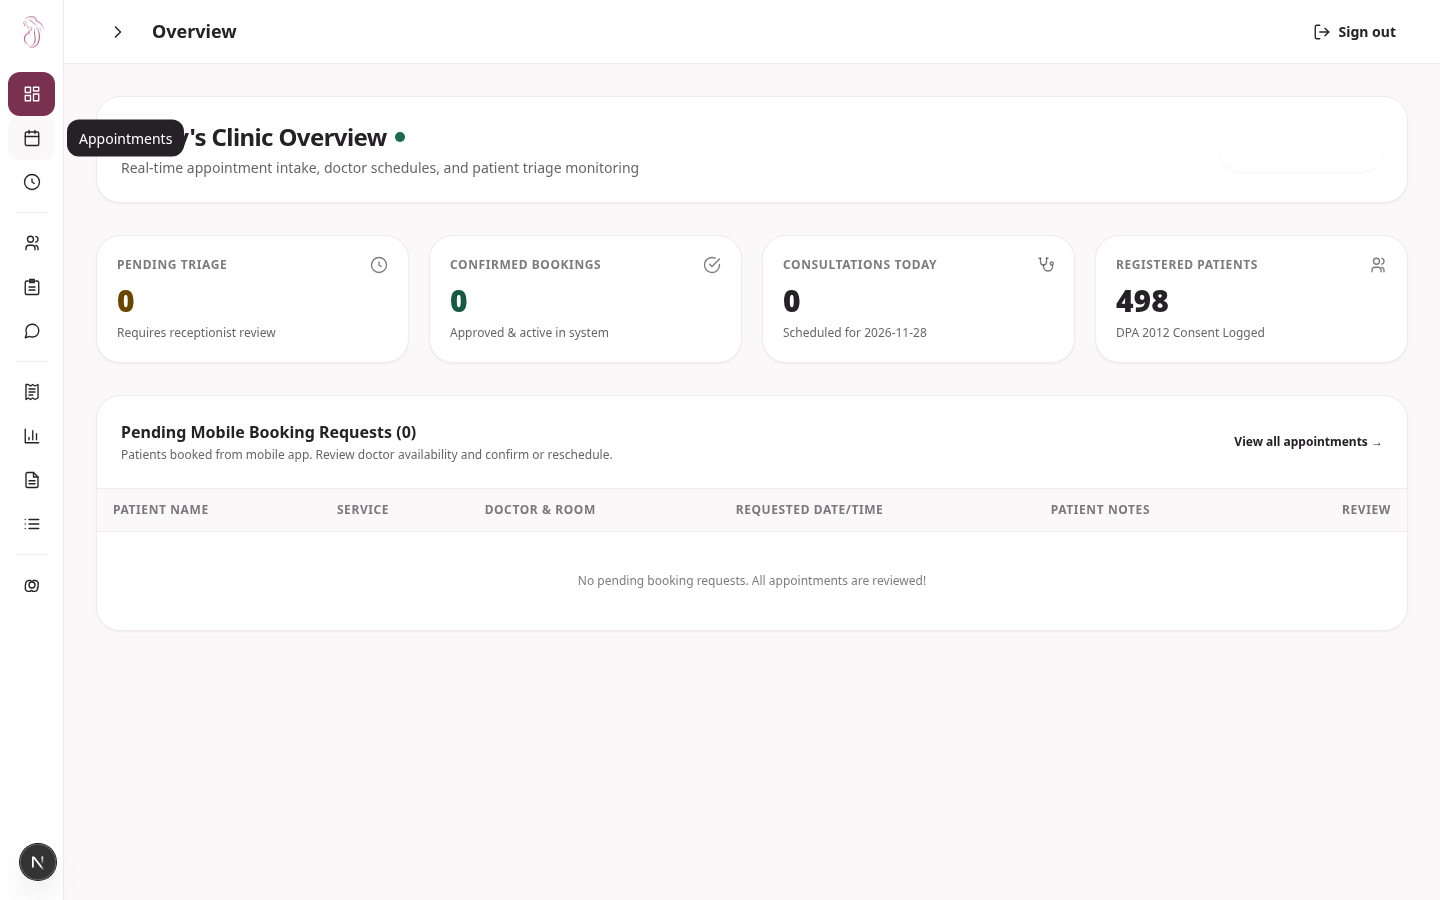 Overview
Sign out
Appointments
y's Clinic Overview
Real-time appointment intake, doctor schedules, and patient triage monitoring
PENDING TRIAGE
0
Requires receptionist review
CONFIRMED BOOKINGS
0
Approved & active in system
CONSULTATIONS TODAY
0
Scheduled for 2026-11-28
REGISTERED PATIENTS
498
DPA 2012 Consent Logged
Pending Mobile Booking Requests (0)
Patients booked from mobile app. Review doctor availability and confirm or reschedule.
View all appointments →
PATIENT NAME
SERVICE
DOCTOR & ROOM
REQUESTED DATE/TIME
PATIENT NOTES
REVIEW
No pending booking requests. All appointments are reviewed!
N